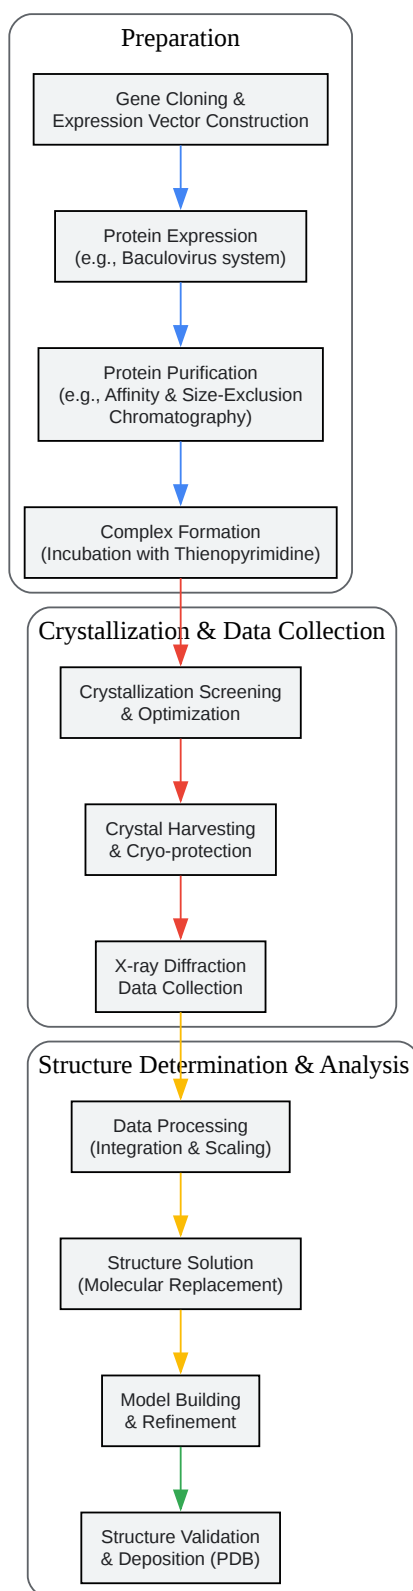 Preparation
Gene Cloning &
Expression Vector Construction
Protein Expression
(e.g., Baculovirus system)
Protein Purification
(e.g., Affinity & Size-Exclusion
Chromatography)
Complex Formation
(Incubation with Thienopyrimidine)
Crystallization & Data Collection
Crystallization Screening
& Optimization
Crystal Harvesting
& Cryo-protection
X-ray Diffraction
Data Collection
Structure Determination & Analysis
Data Processing
(Integration & Scaling)
Structure Solution
(Molecular Replacement)
Model Building
& Refinement
Structure Validation
& Deposition (PDB)